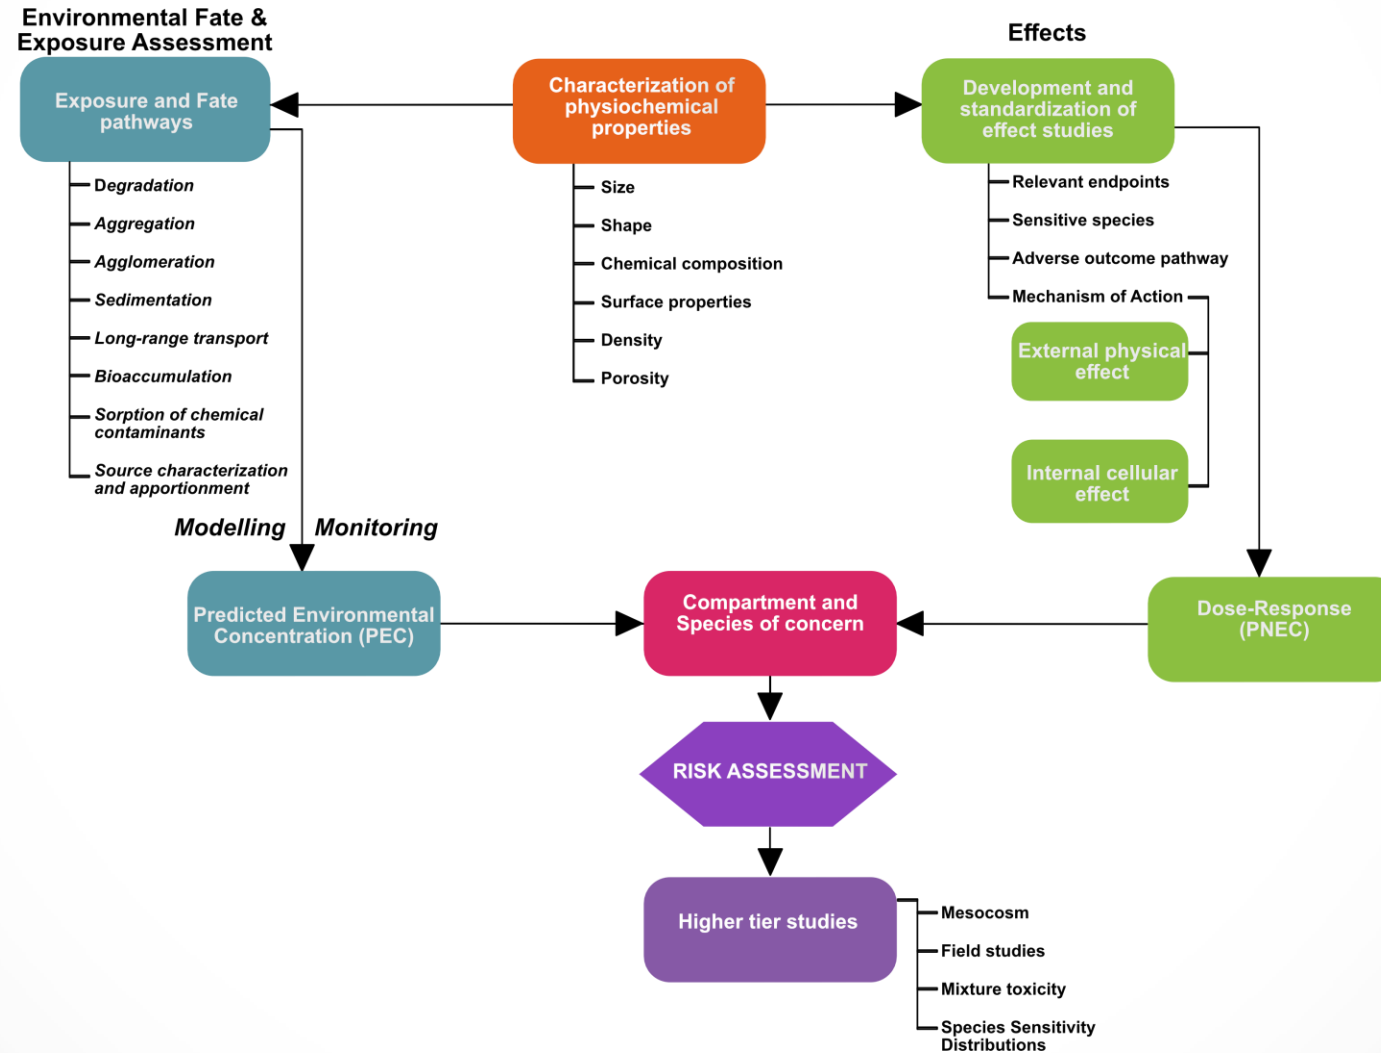 Environmental Fate &
Exposure Assessment
Effects
Exposure and Fate
pathways
Characterization of
physiochemical
properties
Development and
standardization of
effect studies
Degradation
Aggregation
Agglomeration
Sedimentation
Long-range transport
Bioaccumulation
Sorption of chemical
contaminants
Source characterization
and apportionment
Size
Shape
Chemical composition
Surface properties
Density
Porosity
Relevant endpoints
Sensitive species
Adverse outcome pathway
Mechanism of Action
External physical
effect
Internal cellular
effect
Modelling Monitoring
Predicted Environmental
Concentration (PEC)
Compartment and
Species of concern
Dose-Response
(PNEC)
RISK ASSESSMENT
Higher tier studies
Mesocosm
Field studies
Mixture toxicity
Species Sensitivity
Distributions